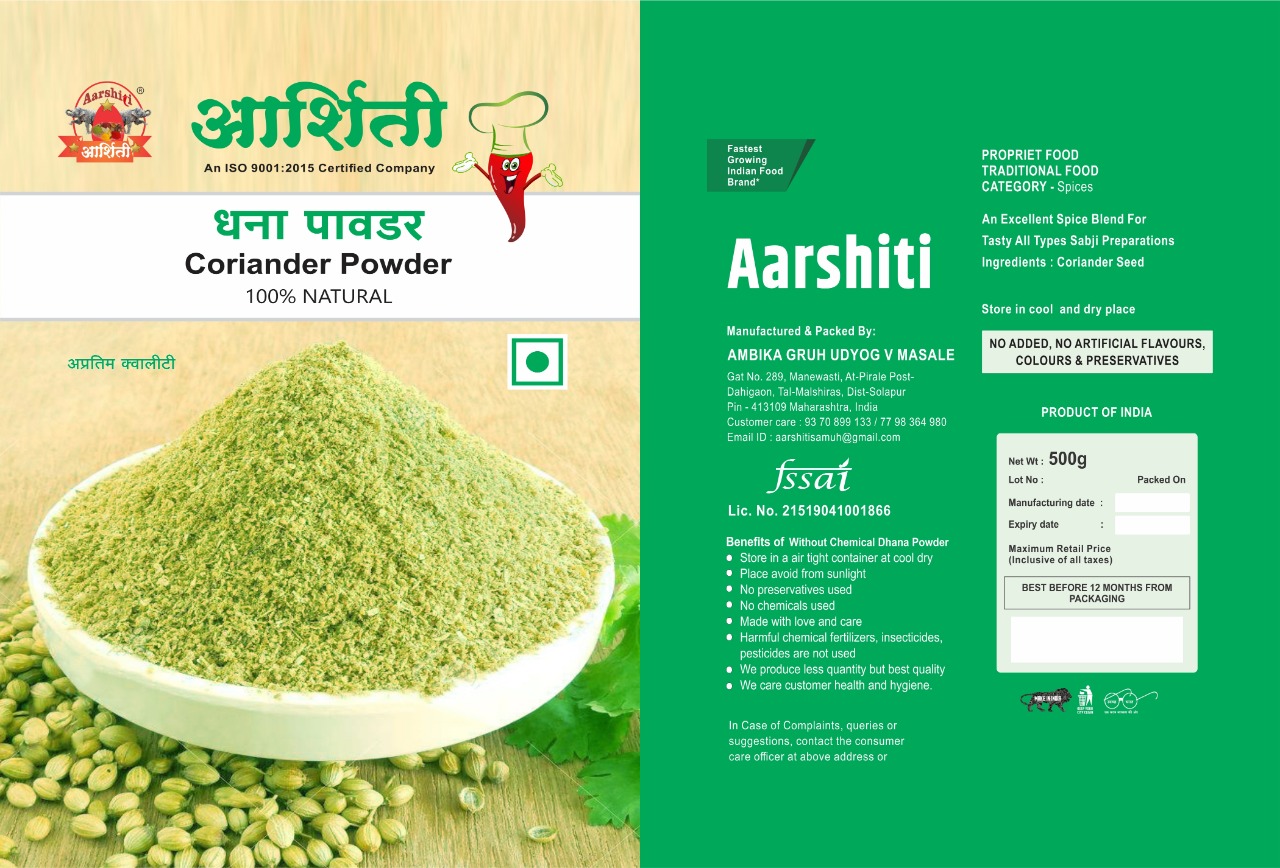 Aarshiti ®
आर्शिती
आर्शिती
An ISO 9001:2015 Certified Company
धना पावडर
Coriander Powder
100% NATURAL
अप्रतिम क्वालीटी
Fastest
Growing
Indian Food
Brand*
Aarshiti
Manufactured & Packed By:
AMBIKA GRUH UDYOG V MASALE
Gat No. 289, Manewasti, At-Pirale Post-
Dahigaon, Tal-Malshiras, Dist-Solapur
Pin - 413109 Maharashtra, India
Customer care : 93 70 899 133 / 77 98 364 980
Email ID : aarshitisamuh@gmail.com
fssai
Lic. No. 21519041001866
Benefits of Without Chemical Dhana Powder
• Store in a air tight container at cool dry
• Place avoid from sunlight
• No preservatives used
• No chemicals used
• Made with love and care
• Harmful chemical fertilizers, insecticides,
pesticides are not used
• We produce less quantity but best quality
• We care customer health and hygiene.
In Case of Complaints, queries or
suggestions, contact the consumer
care officer at above address or
PROPRIET FOOD
TRADITIONAL FOOD
CATEGORY - Spices
An Excellent Spice Blend For
Tasty All Types Sabji Preparations
Ingredients : Coriander Seed
Store in cool and dry place
NO ADDED, NO ARTIFICIAL FLAVOURS,
COLOURS & PRESERVATIVES
PRODUCT OF INDIA
Net Wt : 500g
Lot No : Packed On
Manufacturing date :
Expiry date :
Maximum Retail Price
(Inclusive of all taxes)
BEST BEFORE 12 MONTHS FROM
PACKAGING
MAKE IN INDIA